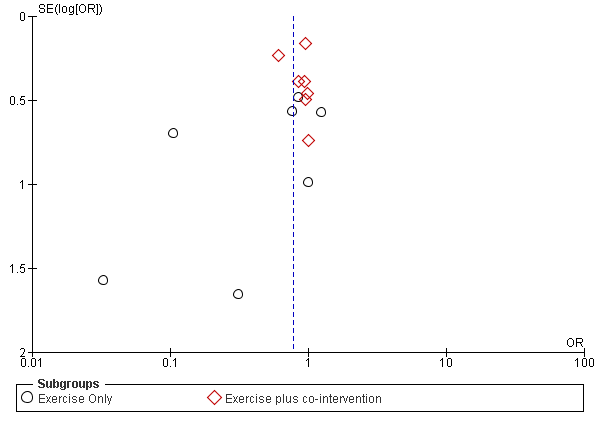 SE(log[OR])
0
0.5
1
1.5
2
OR
0.01 0.1 1 10 100
Subgroups
Exercise Only Exercise plus co-intervention